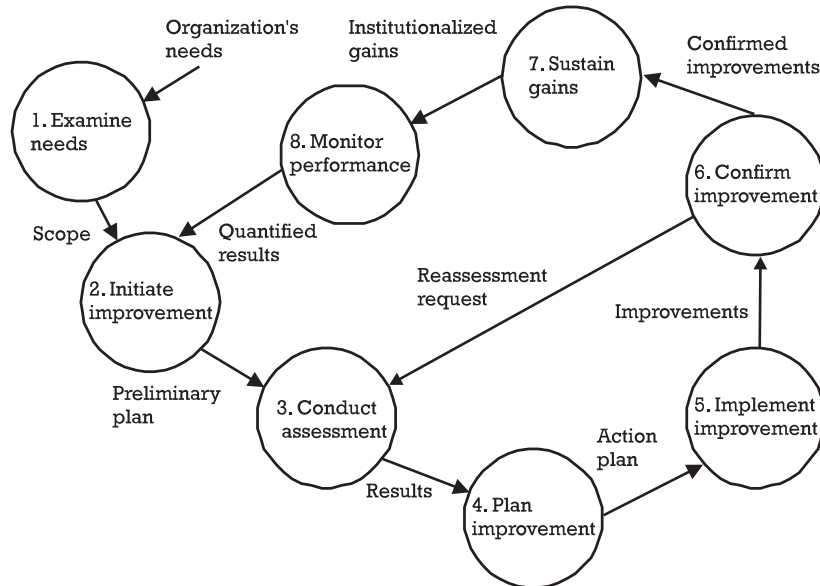 Organization's
needs
1. Examine
needs
Scope
2. Initiate
improvement
Preliminary
plan
3. Conduct
assessment
Results
4. Plan
improvement
Action
plan
5. Implement
improvement
Improvements
6. Confirm
improvement
Reassessment
request
Confirmed
improvements
7. Sustain
gains
Institutionalized
gains
8. Monitor
performance
Quantified
results